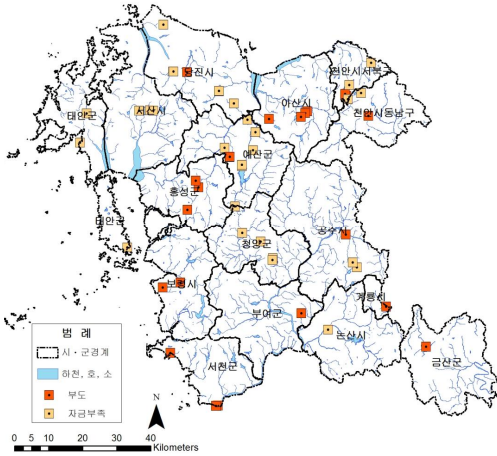 당진시
천안시서북구
태안군
서산시
아산시
천안시동남구
예산군
홍성군
태안군
청양군
공주시
보령시
계룡시
부여군
논산시
서천군
금산군
범 례
시 · 군경계
하천, 호, 소
부도
자금부족
N
0 5 10 20 30 40
Kilometers